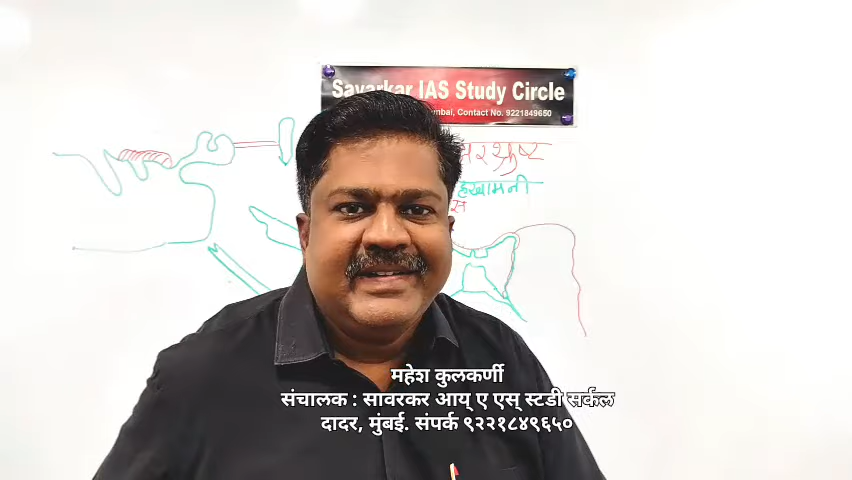 Savarkar IAS Study Circle
Contact No. 9221849650
महेश कुलकर्णी
संचालक : सावरकर आय् ए एस् स्टडी सर्कल
दादर, मुंबई. संपर्क ९२२१८४९६५०